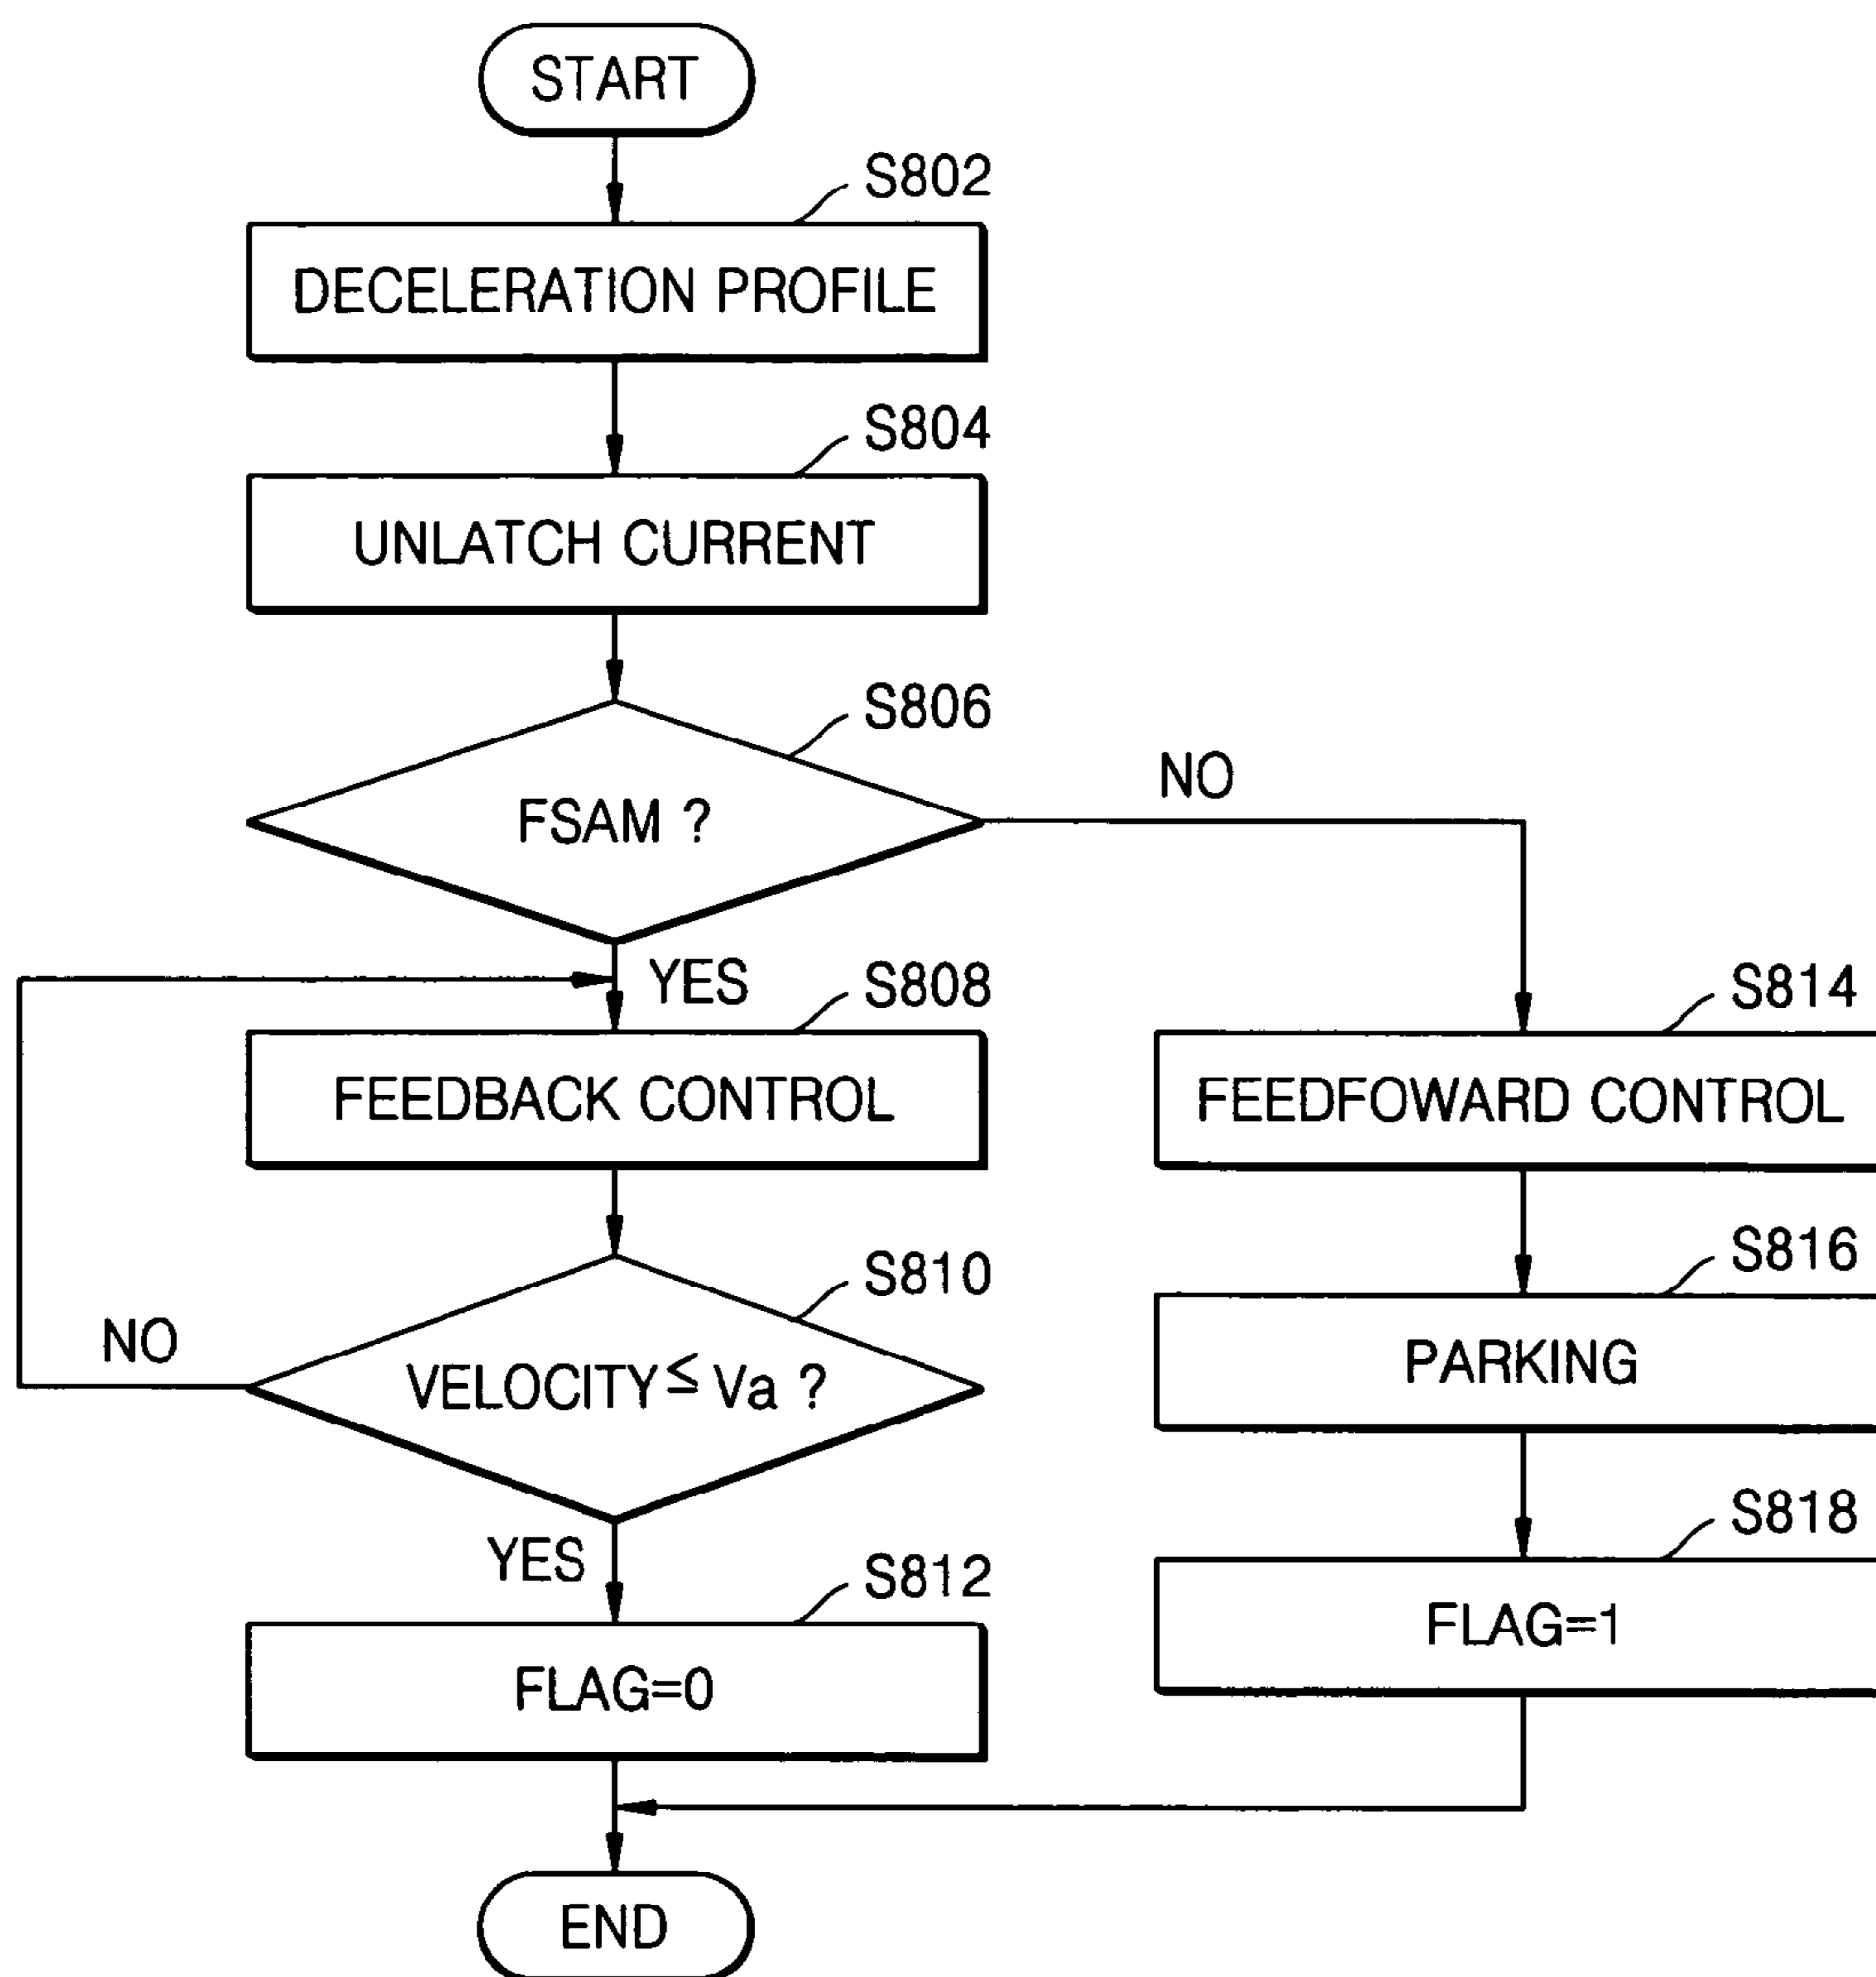 START
S802
DECELERATION PROFILE
S804
UNLATCH CURRENT
S806
FSAM ?
NO
YES
S808
FEEDBACK CONTROL
S810
VELOCITY ≤ Va ?
NO
YES
S812
FLAG=0
S814
FEEDFOWARD CONTROL
S816
PARKING
S818
FLAG=1
END